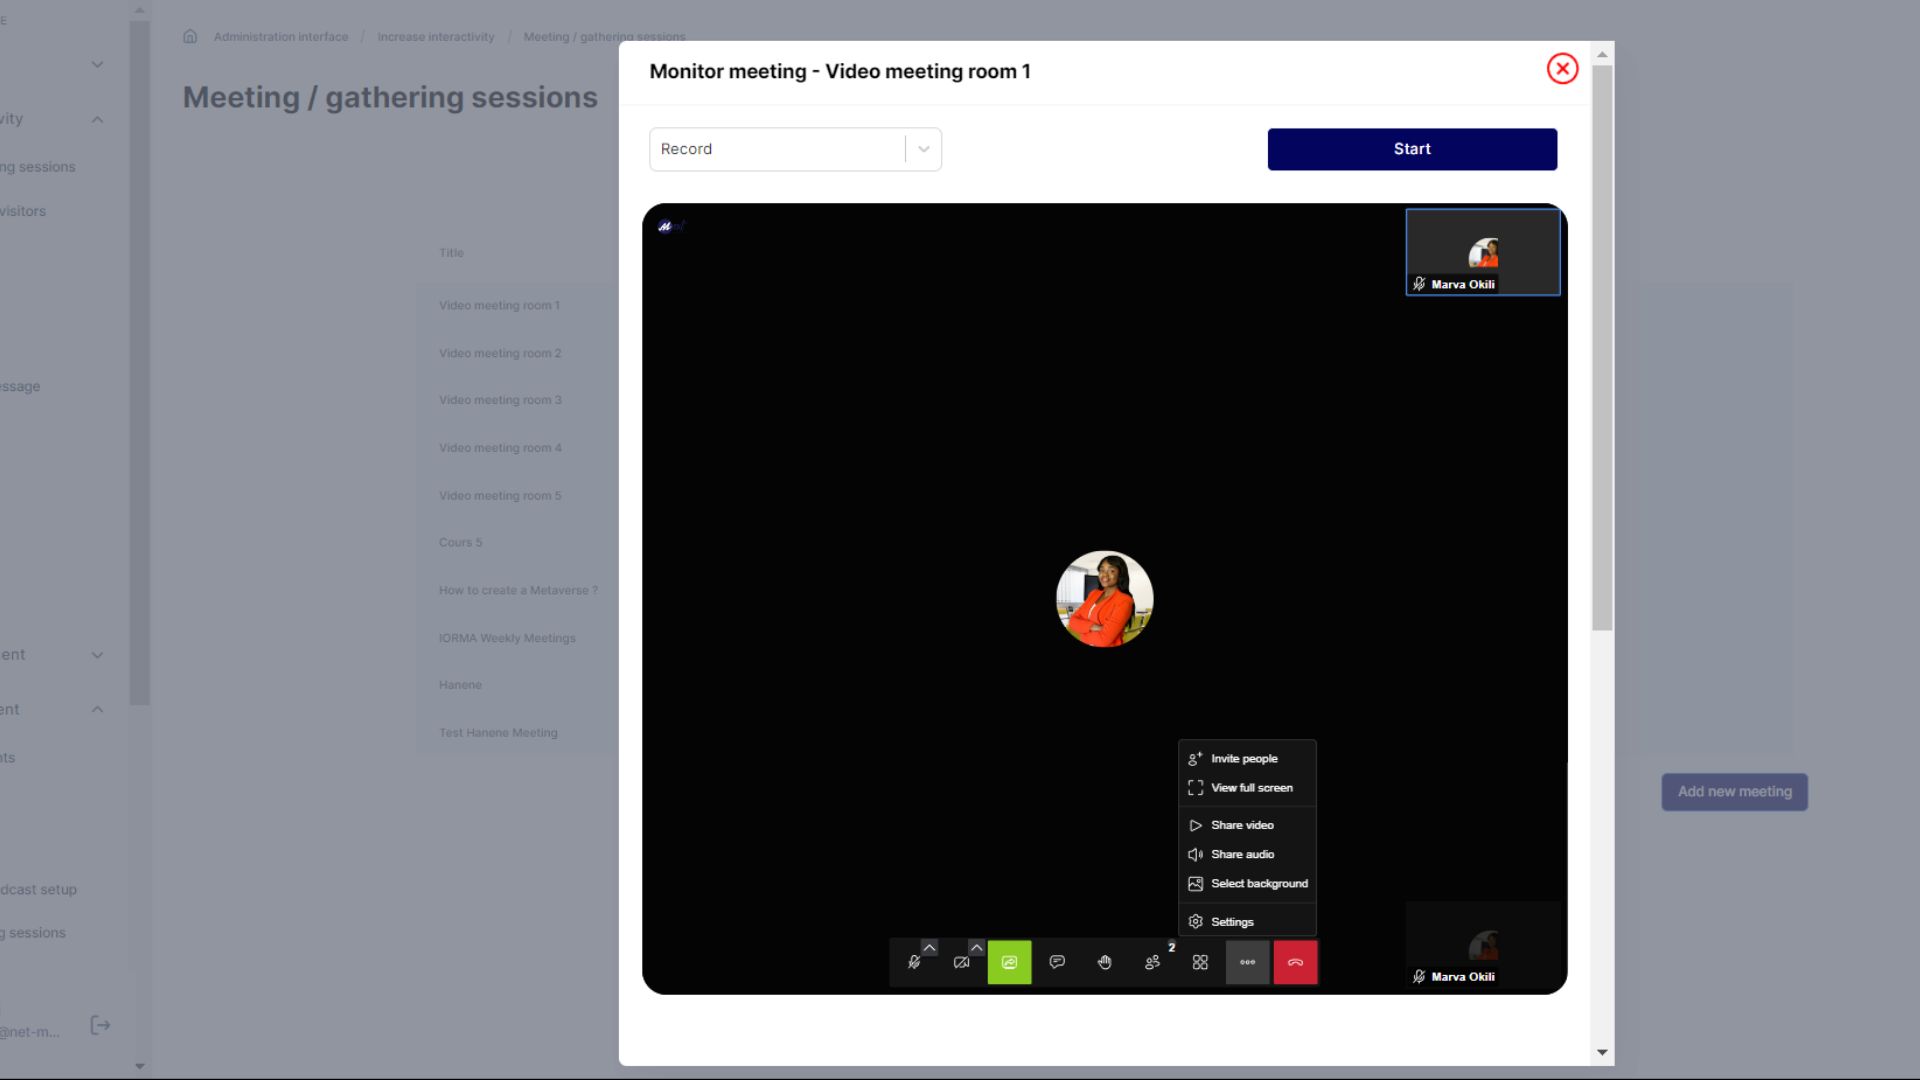 E
Administration interface / Increase interactivity / Meeting / gathering sessions
Meeting / gathering sessions
vity
ng sessions
visitors
essage
ent
ent
nts
dcast setup
g sessions
@net-m...
Title
Video meeting room 1
Video meeting room 2
Video meeting room 3
Video meeting room 4
Video meeting room 5
Cours 5
How to create a Metaverse ?
IORMA Weekly Meetings
Hanene
Test Hanene Meeting
Add new meeting
Monitor meeting - Video meeting room 1
Record
Start
Marva Okili
Invite people
View full screen
Share video
Share audio
Select background
Settings
2
Marva Okili